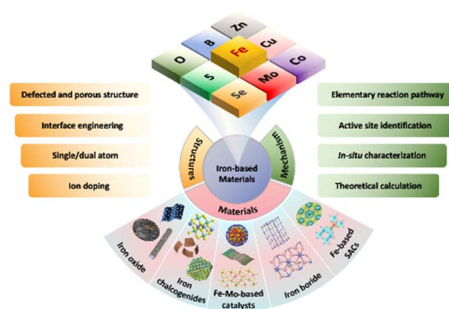 Zn
B
Cu
O
Fe
Co
S
Mo
Se
Defected and porous structure
Interface engineering
Single/dual atom
Ion doping
Elementary reaction pathway
Active site identification
In-situ characterization
Theoretical calculation
Structures
Mechanism
Iron-based
Materials
Materials
Iron oxide
Iron
chalcogenides
Fe-Mo-based
catalysts
Iron boride
Fe-based
SACs